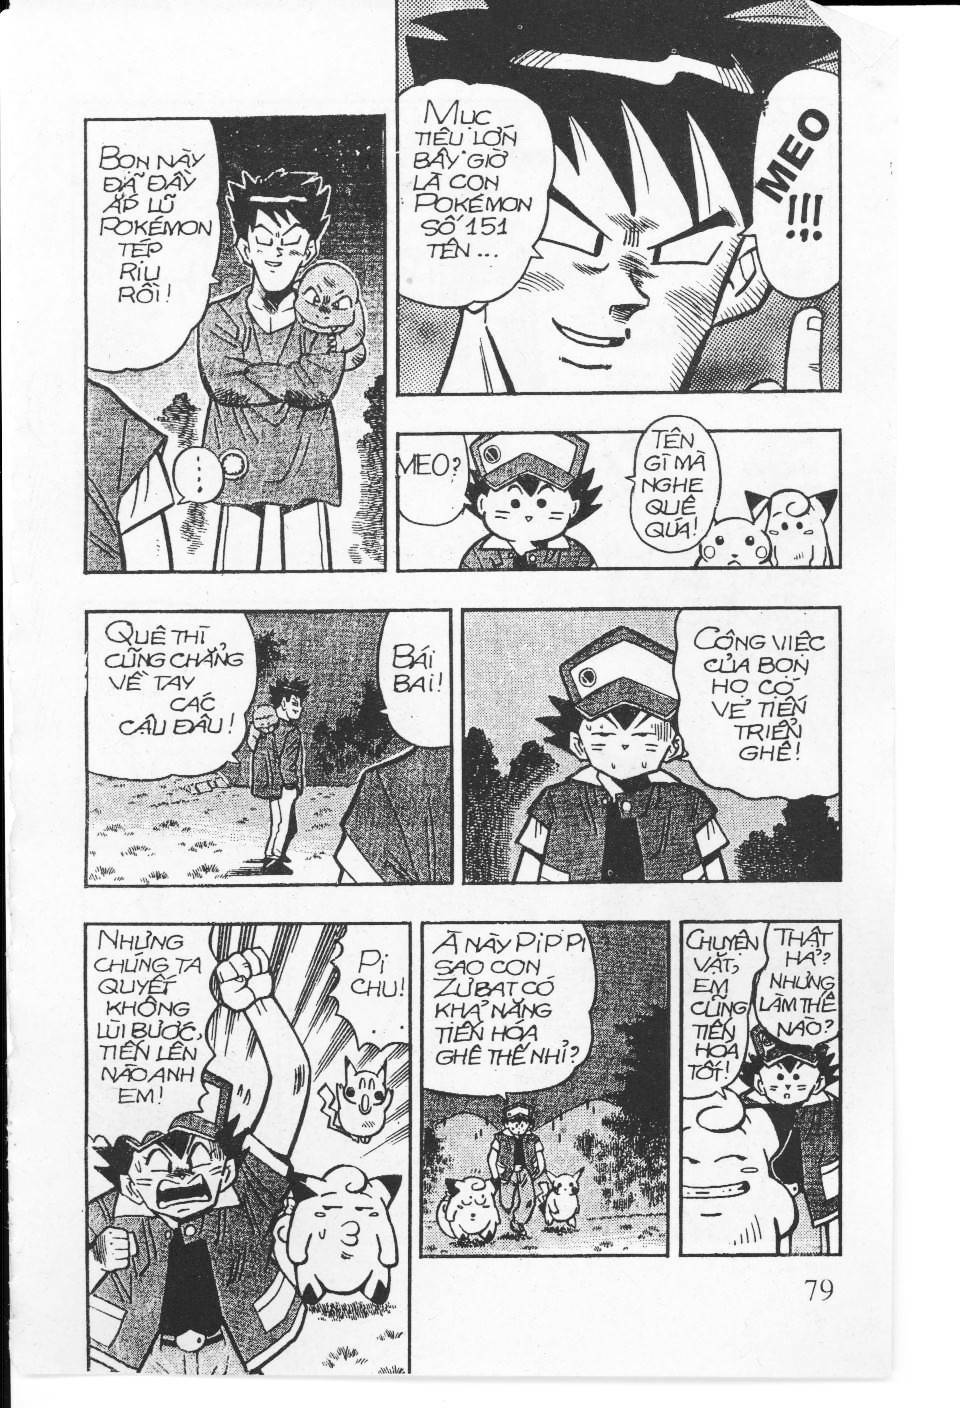 BỌN NÀY
ĐÃ ĐẦY
ẮP LŨ
POKÉMON
TÉP
RIU
RỒI!
....
MỤC
TIÊU LỚN
BÂY GIỜ
LÀ CON
POKÉMON
SỐ 151
TÊN...
MEO
!!!
MEO?
TÊN
GÌ MÀ
NGHE
QUÊ
QUÁ!
QUÊ THÌ
CŨNG CHẲNG
VỀ TAY
CÁC
CẬU ĐÂU!
BÁI
BAI!
CÔNG VIỆC
CỦA BỌN
HỌ CÓ
VẺ TIẾN
TRIỂN
GHÊ!
NHƯNG
CHÚNG TA
QUYẾT
KHÔNG
LÙI BƯỚC,
TIẾN LÊN
NÀO ANH
EM!
PI
CHU!
À NÀY PIPPI
SAO CON
ZUBAT CÓ
KHẢ NĂNG
TIẾN HÓA
GHÊ THẾ NHỈ?
CHUYỆN
VẶT,
EM
CŨNG
TIẾN
HOA
TỐT!
THẬT
HẢ?
NHƯNG
LÀM THẾ
NÀO?
79